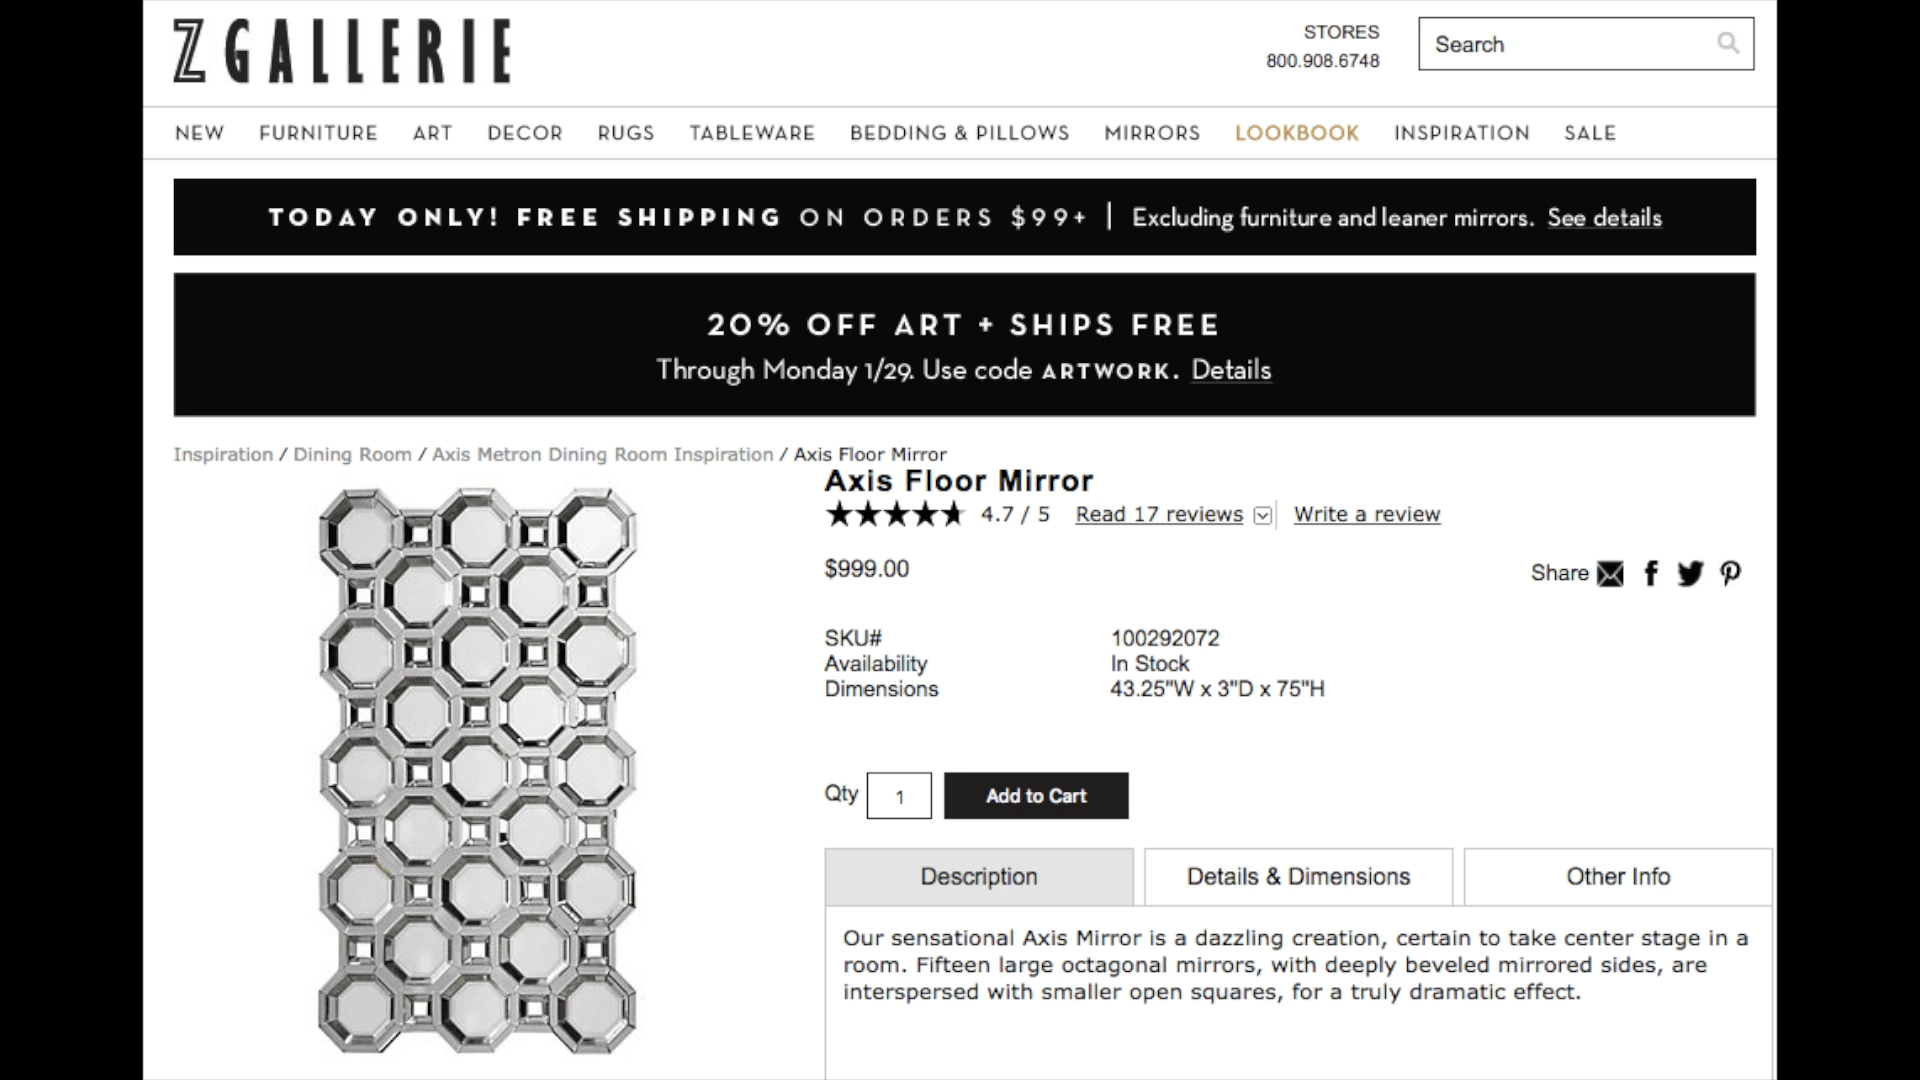 Z GALLERIE
STORES
800.908.6748
Search
NEW FURNITURE ART DECOR RUGS TABLEWARE BEDDING & PILLOWS MIRRORS LOOKBOOK INSPIRATION SALE
TODAY ONLY! FREE SHIPPING ON ORDERS $99+ | Excluding furniture and leaner mirrors. See details
20% OFF ART + SHIPS FREE
Through Monday 1/29. Use code ARTWORK. Details
Inspiration / Dining Room / Axis Metron Dining Room Inspiration / Axis Floor Mirror
Axis Floor Mirror
4.7 / 5 Read 17 reviews Write a review
$999.00
Share
SKU# 100292072
Availability In Stock
Dimensions 43.25"W x 3"D x 75"H
Qty 1 Add to Cart
Description Details & Dimensions Other Info
Our sensational Axis Mirror is a dazzling creation, certain to take center stage in a
room. Fifteen large octagonal mirrors, with deeply beveled mirrored sides, are
interspersed with smaller open squares, for a truly dramatic effect.